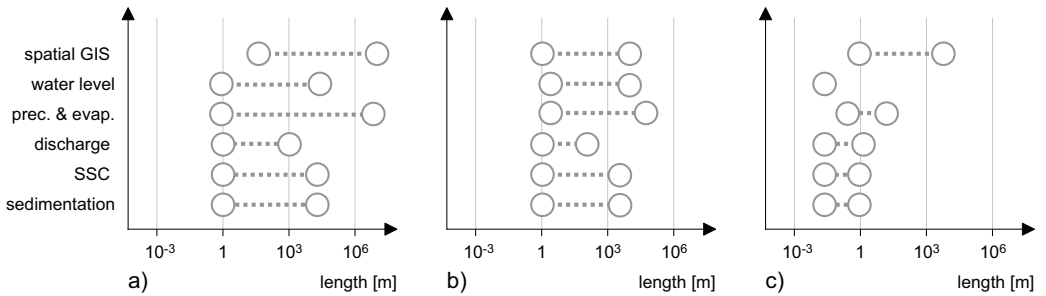 spatial GIS
water level
prec. & evap.
discharge
SSC
sedimentation
10-3 1 103 106
length [m]
a)
10-3 1 103 106
length [m]
b)
10-3 1 103 106
length [m]
c)